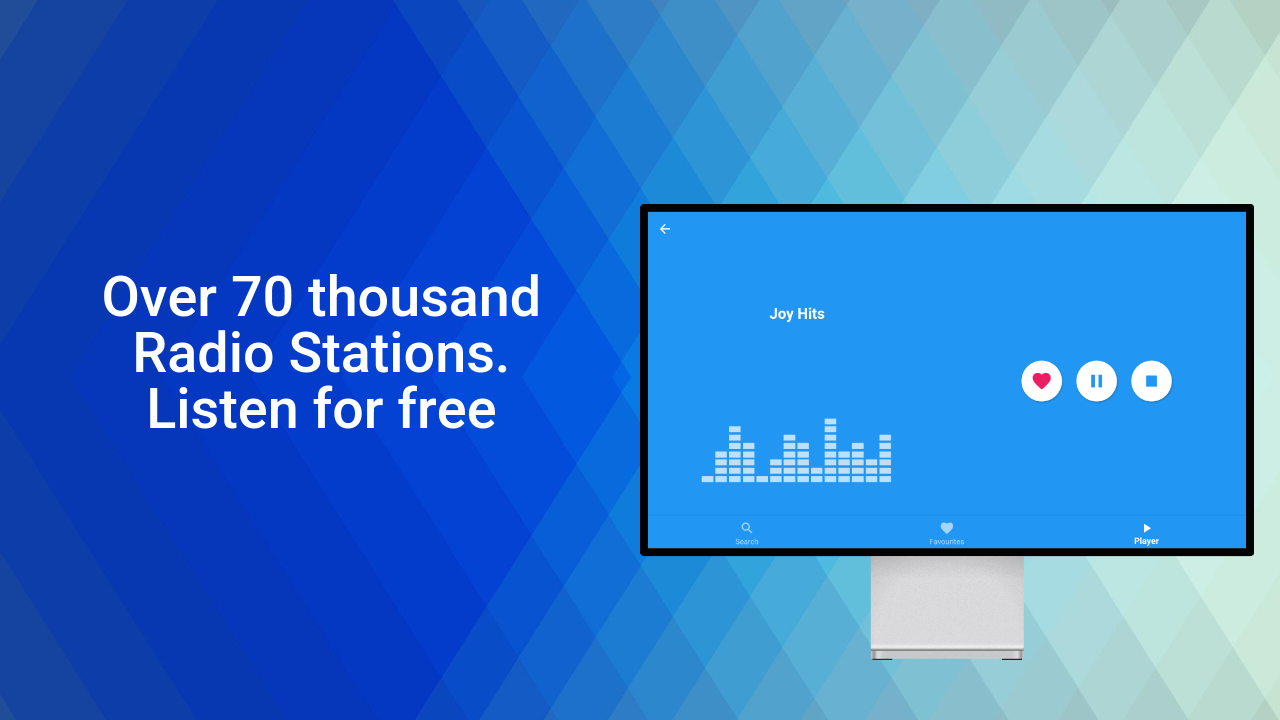 Over 70 thousand
Radio Stations.
Listen for free
Joy Hits
Search
Favourites
Player